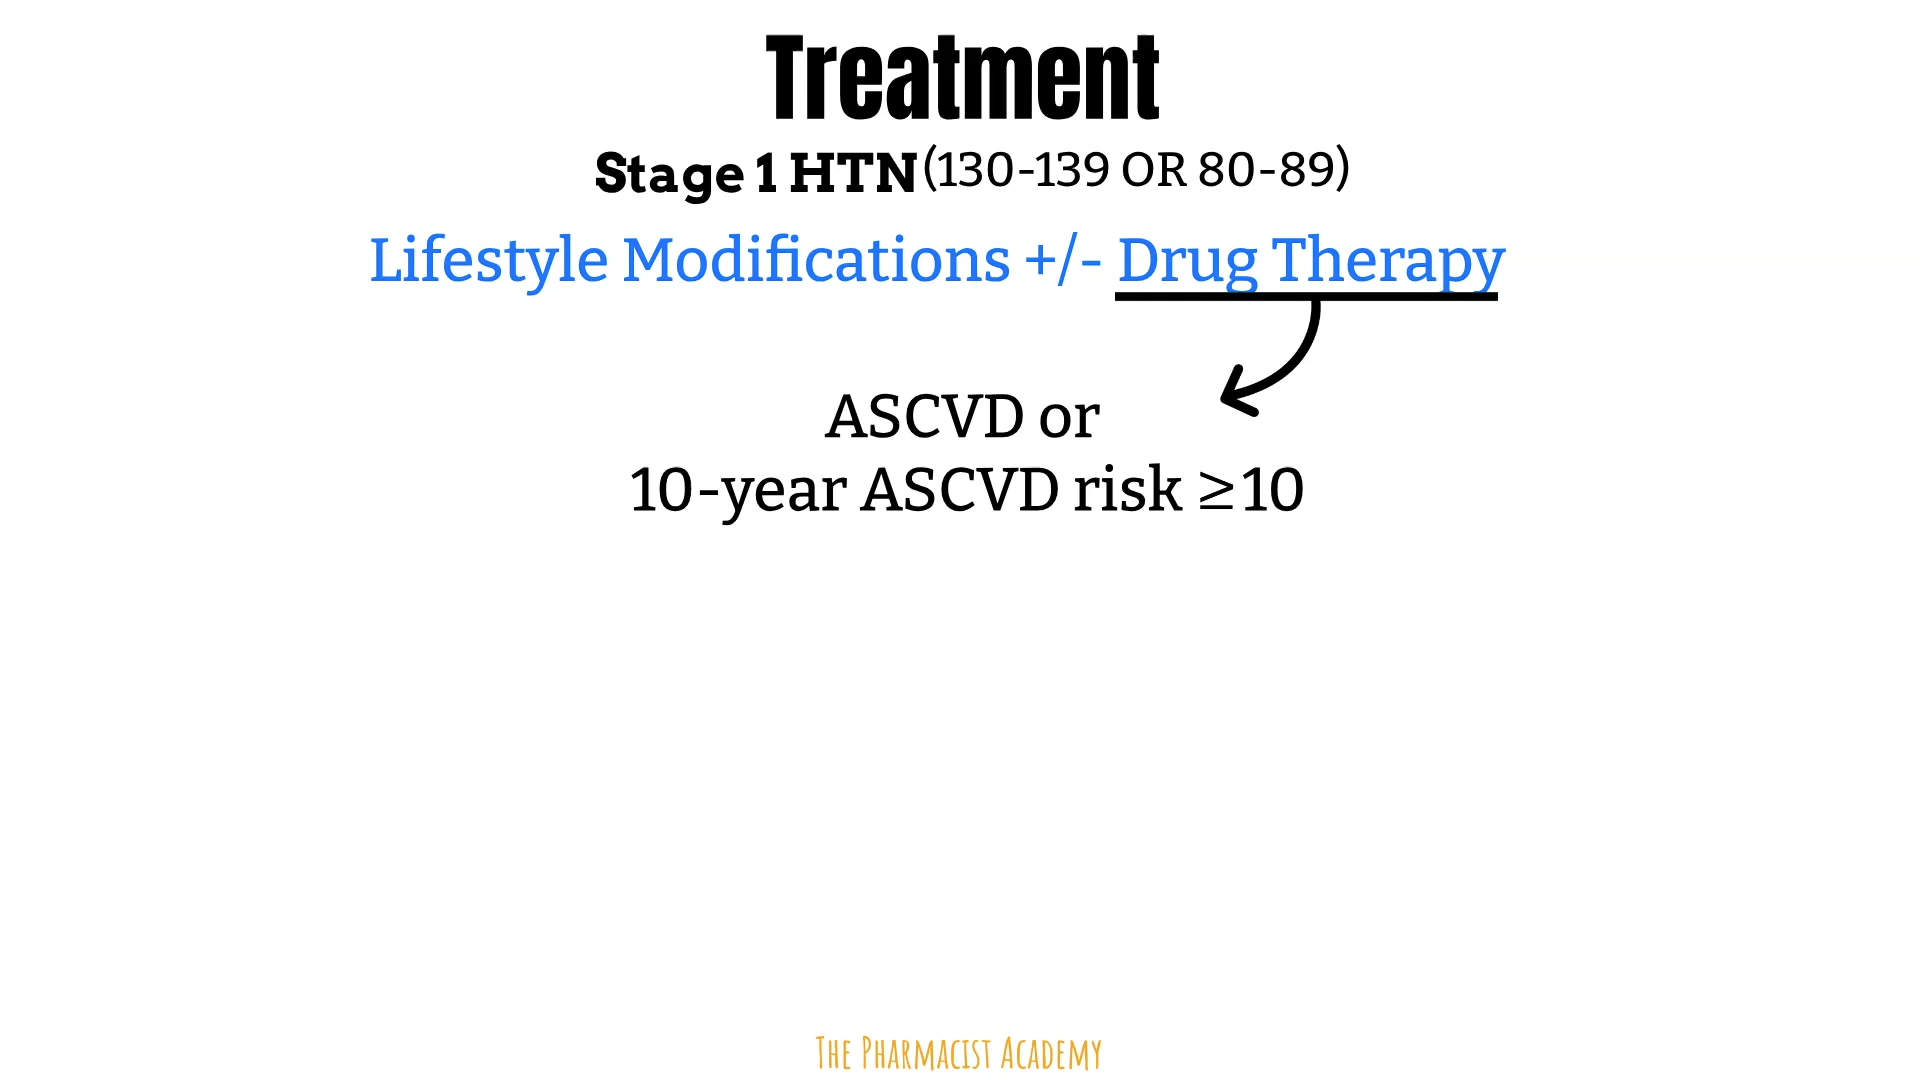 Treatment
Stage 1 HTN (130-139 OR 80-89)
Lifestyle Modifications +/- Drug Therapy
ASCVD or
10-year ASCVD risk ≥10
The Pharmacist Academy